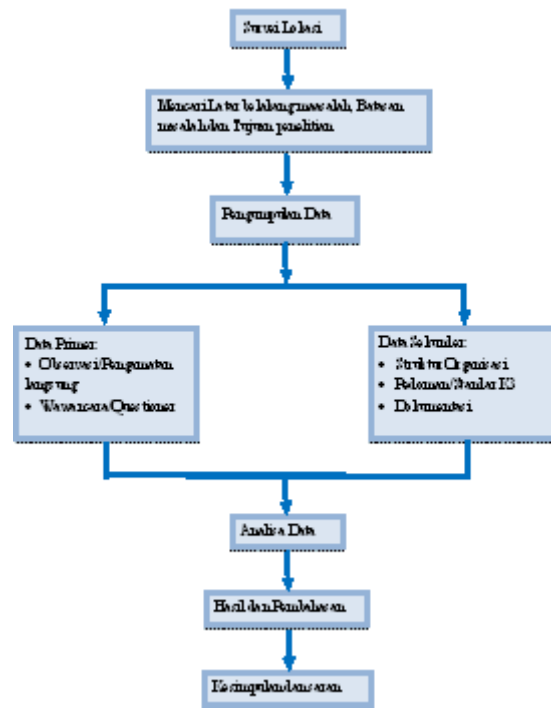 Survei Lokasi
Mencari Latar belakang masalah, Batasan
masalah dan Tujuan penelitian
Pengumpulan Data
Data Primer:
• Observasi/Pengamatan
langsung
• Wawancara/Questioner
Data Sekunder:
• Struktur Organisasi
• Pedoman/Standar K3
• Dokumentasi
Analisa Data
Hasil dan Pembahasan
Kesimpulan dan saran